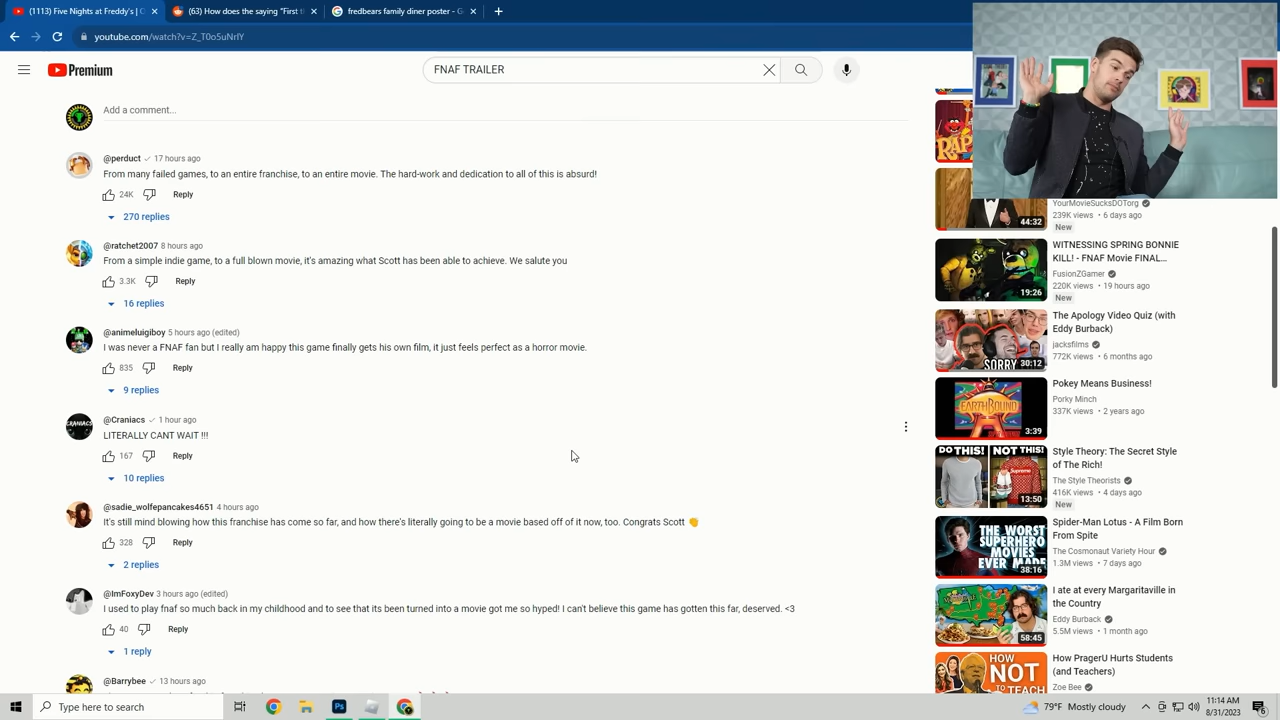 (1113) Five Nights at Freddy's | O
(63) How does the saying "First t
fredbears family diner poster - G
youtube.com/watch?v=Z_T0o5uNrIY
Premium
FNAF TRAILER
Add a comment...
@perduct 17 hours ago
From many failed games, to an entire franchise, to an entire movie. The hard-work and dedication to all of this is absurd!
24K Reply
270 replies
@ratchet2007 8 hours ago
From a simple indie game, to a full blown movie, it's amazing what Scott has been able to achieve. We salute you
3.3K Reply
16 replies
@animeluigiboy 5 hours ago (edited)
I was never a FNAF fan but I really am happy this game finally gets his own film, it just feels perfect as a horror movie.
835 Reply
9 replies
CRANIACS
@Craniacs 1 hour ago
LITERALLY CANT WAIT !!!
167 Reply
10 replies
@sadie_wolfepancakes4651 4 hours ago
It's still mind blowing how this franchise has come so far, and how there's literally going to be a movie based off of it now, too. Congrats Scott 👏
328 Reply
2 replies
@ImFoxyDev 3 hours ago (edited)
I used to play fnaf so much back in my childhood and to see that its been turned into a movie got me so hyped! I can't believe this game has gotten this far, deserved. <3
40 Reply
1 reply
@Barrybee 13 hours ago
RAP
44:32
YourMovieSucksDOTorg
239K views • 6 days ago
New
19:26
WITNESSING SPRING BONNIE
KILL! - FNAF Movie FINAL...
FusionZGamer
220K views • 19 hours ago
New
SORRY
30:12
The Apology Video Quiz (with
Eddy Burback)
jacksfilms
772K views • 6 months ago
EARTHBOUND
3:39
Pokey Means Business!
Porky Minch
337K views • 2 years ago
DO THIS! NOT THIS!
Supreme
13:50
Style Theory: The Secret Style
of The Rich!
The Style Theorists
416K views • 4 days ago
New
THE WORST
SUPERHERO
MOVIES
EVER MADE
38:16
Spider-Man Lotus - A Film Born
From Spite
The Cosmonaut Variety Hour
1.3M views • 7 days ago
58:45
I ate at every Margaritaville in
the Country
Eddy Burback
5.5M views • 1 month ago
HOW
NOT
TO TEACH
How PragerU Hurts Students
(and Teachers)
Zoe Bee
Type here to search
Ps
79°F Mostly cloudy
11:14 AM
8/31/2023
6